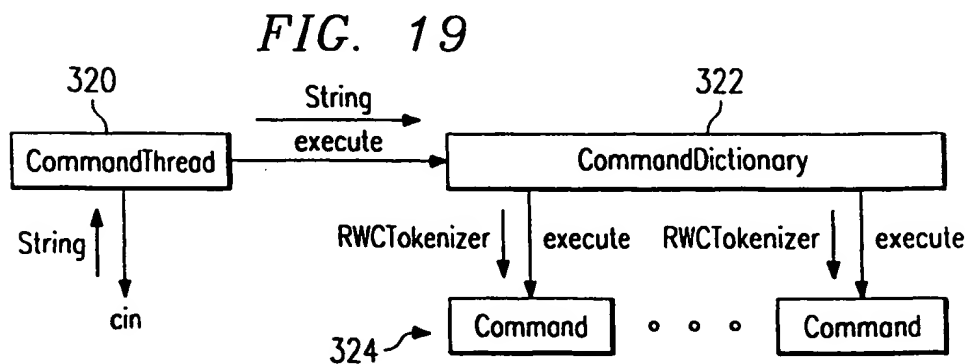 FIG. 19
320
322
String
execute
CommandThread
CommandDictionary
String
cin
RWCTokenizer
execute
RWCTokenizer
execute
324
Command
Command